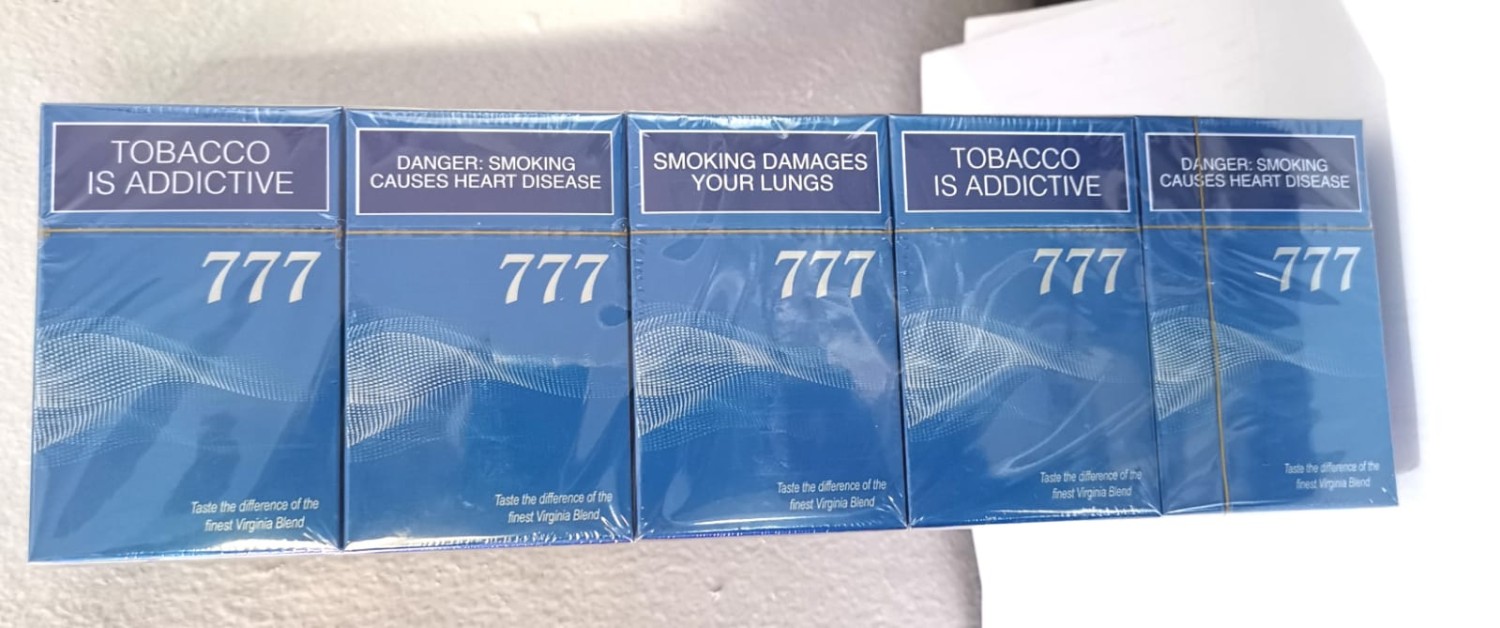 TOBACCO
IS ADDICTIVE
777
Taste the difference of the
finest Virginia Blend
DANGER: SMOKING
CAUSES HEART DISEASE
777
Taste the difference of the
finest Virginia Blend
SMOKING DAMAGES
YOUR LUNGS
777
Taste the difference of the
finest Virginia Blend
TOBACCO
IS ADDICTIVE
777
Taste the difference of the
finest Virginia Blend
DANGER: SMOKING
CAUSES HEART DISEASE
777
Taste the difference of the
finest Virginia Blend